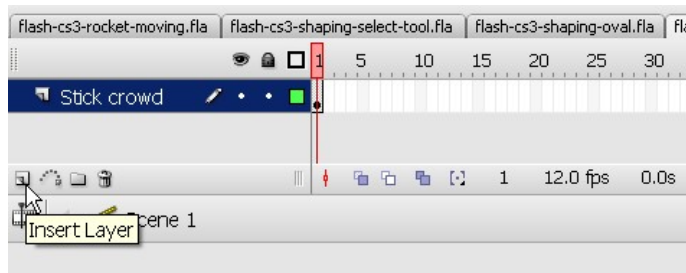 flash-cs3-rocket-moving.fla flash-cs3-shaping-select-tool.fla flash-cs3-shaping-oval.fla
1 5 10 15 20 25 30
Stick crowd
1 12.0 fps 0.0s
Scene 1
Insert Layer